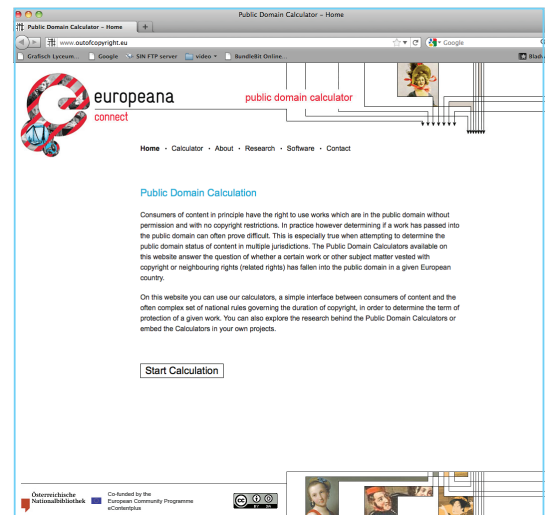 Public Domain Calculator – Home
Public Domain Calculator – Home
www.outofcopyright.eu
Google
Grafisch Lyceum... Google SIN FTP server video BundleBit Online...
europeana
connect
public domain calculator
Home · Calculator · About · Research · Software · Contact
Public Domain Calculation
Consumers of content in principle have the right to use works which are in the public domain without
permission and with no copyright restrictions. In practice however determining if a work has passed into
the public domain can often prove difficult. This is especially true when attempting to determine the
public domain status of content in multiple jurisdictions. The Public Domain Calculators available on
this website answer the question of whether a certain work or other subject matter vested with
copyright or neighbouring rights (related rights) has fallen into the public domain in a given European
country.
On this website you can use our calculators, a simple interface between consumers of content and the
often complex set of national rules governing the duration of copyright, in order to determine the term of
protection of a given work. You can also explore the research behind the Public Domain Calculators or
embed the Calculators in your own projects.
Start Calculation
Österreichische
Nationalbibliothek
Co-funded by the
European Community Programme
eContentplus
cc
BY SA